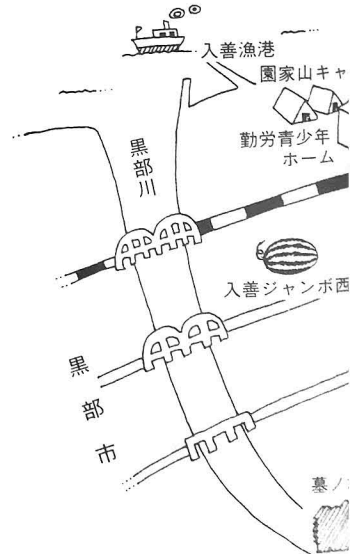 入善漁港
園家山キャ
勤労青少年
ホーム
黒部川
入善ジャンボ西
黒部市
墓ノ